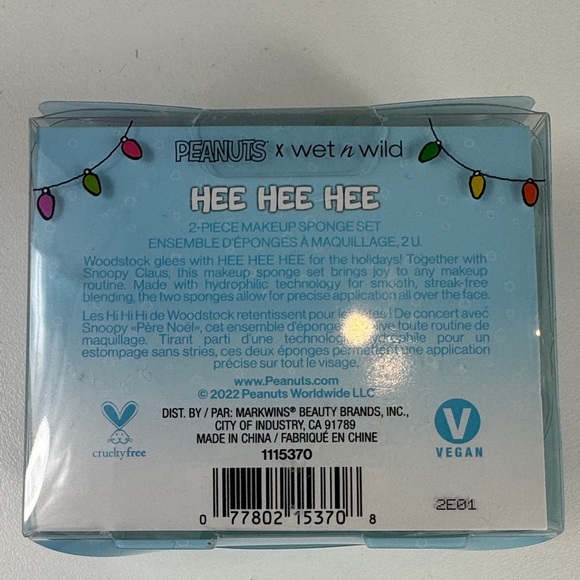 PEANUTS x wet n wild
HEE HEE HEE
2-PIECE MAKEUP SPONGE SET
ENSEMBLE D'ÉPONGES À MAQUILLAGE, 2 U.
Woodstock glees with HEE HEE HEE for the holidays! Together with
Snoopy Claus, this makeup sponge set brings joy to any makeup
routine. Made with hydrophilic technology for smooth, streak-free
blending, the two sponges allow for precise application all over the face.
Les Hi Hi Hi de Woodstock retentissent pour les ! De concert avec
Snoopy «Père Noël», cet ensemble d'éponges toute routine de
maquillage. Tirant parti d'une technologie hydrophile pour un
estompage sans stries, ces deux éponges permettent une application
précise sur tout le visage.
www.Peanuts.com
© 2022 Peanuts Worldwide LLC
DIST. BY / PAR: MARKWINS® BEAUTY BRANDS, INC.,
CITY OF INDUSTRY, CA 91789
MADE IN CHINA / FABRIQUÉ EN CHINE
1115370
crueltyfree
V
VEGAN
2E01
0 77802 15370 8